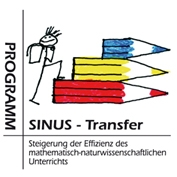 PROGRAMM
SINUS - Transfer
Steigerung der Effizienz des
mathematisch-naturwissenschaftlichen
Unterrichts